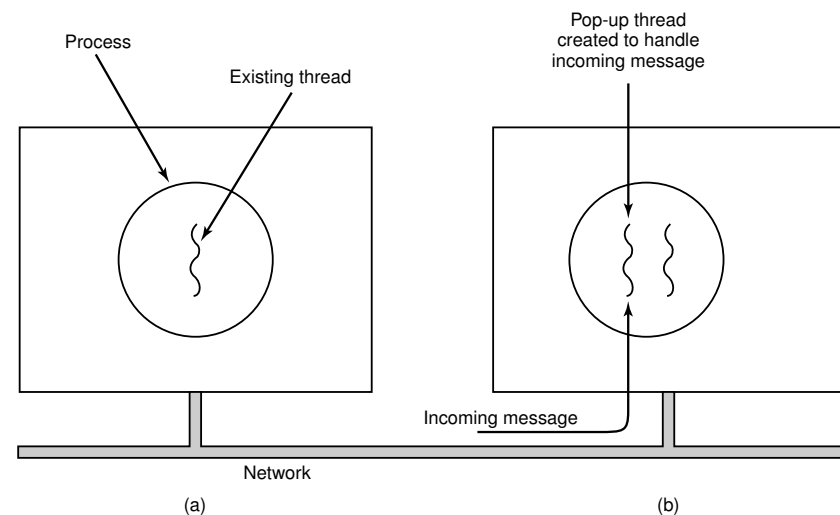 Process
Existing thread
Pop-up thread
created to handle
incoming message
Incoming message
Network
(a)
(b)